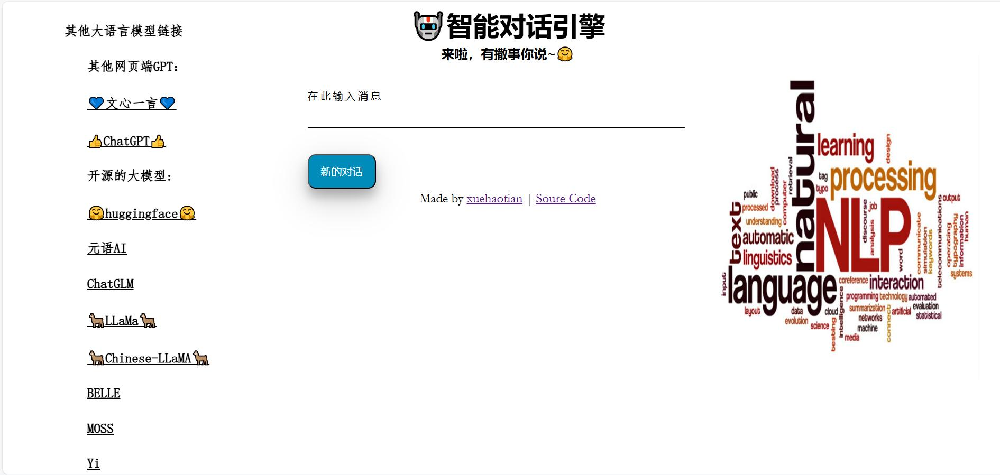 其他大语言模型链接
其他网页端GPT：
文心一言
ChatGPT
开源的大模型：
huggingface
元语AI
ChatGLM
LLaMa
Chinese-LLaMA
BELLE
MOSS
Yi
智能对话引擎
来啦，有撒事你说~
在此输入消息
新的对话
Made by xuehaotian | Soure Code
natural
learning
design
processing
tag
typo
retrieval
download
process
computer
public
processed
understanding
text
automatic
linguistics
NLP
discourse
job
analysis
word
communicate
simulation
keywords
telecommunications
output
operating
typography
information
human
systems
input
language
coreference
interaction
programming
technology
automated
layout
data
cloud
summarization
artificial
evaluation
statistical
evolution
science
intelligence
networks
machine
connect
testing
media